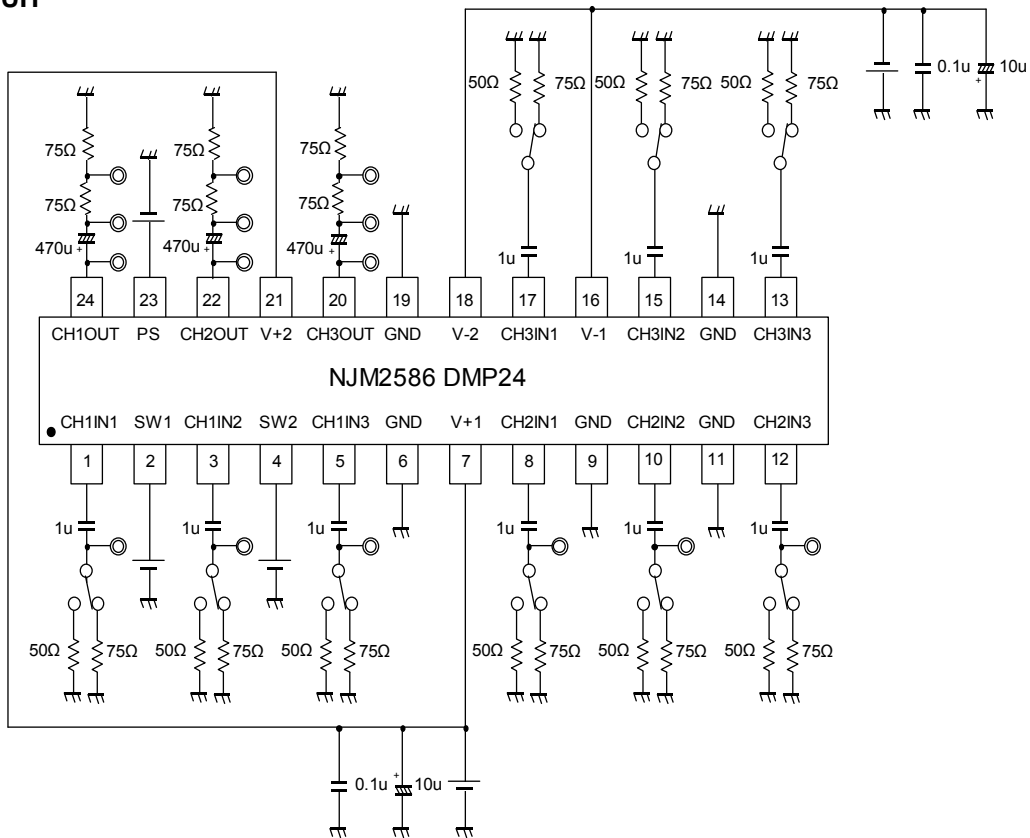 50Ω 75Ω 50Ω 75Ω 50Ω 75Ω 0.1u 10u +
75Ω 75Ω 75Ω
75Ω 75Ω 75Ω
470u + 470u + 470u +
1u 1u 1u
24 23 22 21 20 19 18 17 16 15 14 13
CH1OUT PS CH2OUT V+2 CH3OUT GND V-2 CH3IN1 V-1 CH3IN2 GND CH3IN3
NJM2586 DMP24
CH1IN1 SW1 CH1IN2 SW2 CH1IN3 GND V+1 CH2IN1 GND CH2IN2 GND CH2IN3
1 2 3 4 5 6 7 8 9 10 11 12
1u 1u 1u 1u 1u 1u
50Ω 75Ω 50Ω 75Ω 50Ω 75Ω 50Ω 75Ω 50Ω 75Ω 50Ω 75Ω
0.1u + 10u